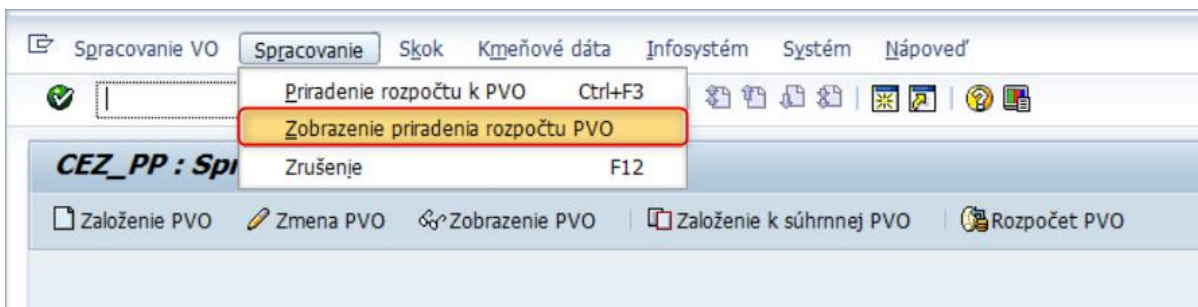 Spracovanie VO Spracovanie Skok Kmeňové dáta Infosystém Systém Nápoveď
Priradenie rozpočtu k PVO Ctrl+F3
Zobrazenie priradenia rozpočtu PVO
Zrušenie F12
CEZ_PP : Spr
Založenie PVO Zmena PVO Zobrazenie PVO Založenie k súhrnnej PVO Rozpočet PVO